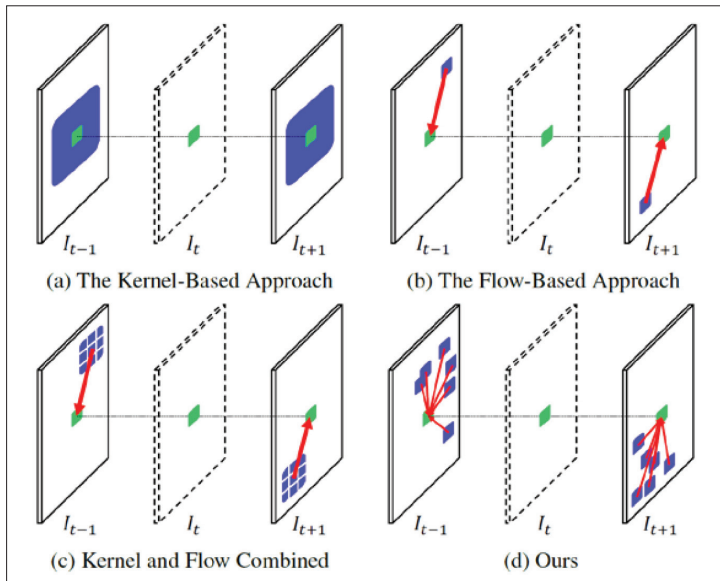 I_{t-1} I_t I_{t+1} I_{t-1} I_t I_{t+1}
(a) The Kernel-Based Approach (b) The Flow-Based Approach
I_{t-1} I_t I_{t+1} I_{t-1} I_t I_{t+1}
(c) Kernel and Flow Combined (d) Ours